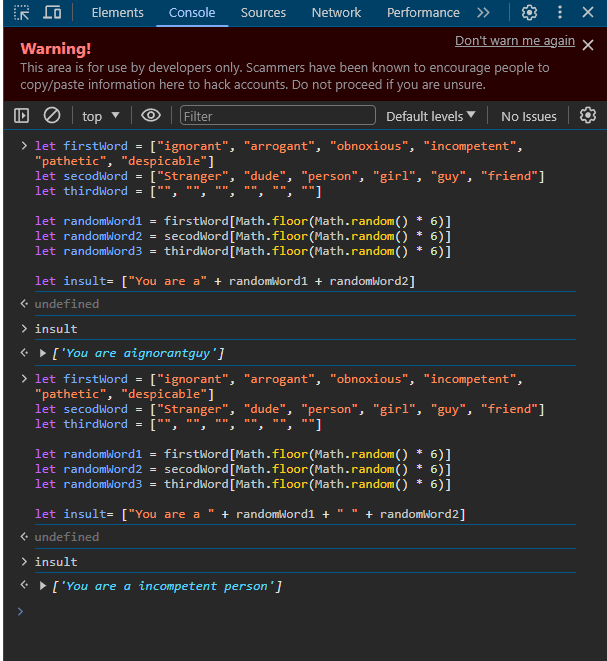 Elements Console Sources Network Performance
Warning! Don't warn me again
This area is for use by developers only. Scammers have been known to encourage people to
copy/paste information here to hack accounts. Do not proceed if you are unsure.
top Filter Default levels No Issues
> let firstWord = ["ignorant", "arrogant", "obnoxious", "incompetent",
"pathetic", "despicable"]
let secodWord = ["Stranger", "dude", "person", "girl", "guy", "friend"]
let thirdWord = ["", "", "", "", "", ""]
let randomWord1 = firstWord[Math.floor(Math.random() * 6)]
let randomWord2 = secodWord[Math.floor(Math.random() * 6)]
let randomWord3 = thirdWord[Math.floor(Math.random() * 6)]
let insult= ["You are a" + randomWord1 + randomWord2]
undefined
> insult
['You are aignorantguy']
> let firstWord = ["ignorant", "arrogant", "obnoxious", "incompetent",
"pathetic", "despicable"]
let secodWord = ["Stranger", "dude", "person", "girl", "guy", "friend"]
let thirdWord = ["", "", "", "", "", ""]
let randomWord1 = firstWord[Math.floor(Math.random() * 6)]
let randomWord2 = secodWord[Math.floor(Math.random() * 6)]
let randomWord3 = thirdWord[Math.floor(Math.random() * 6)]
let insult= ["You are a " + randomWord1 + " " + randomWord2]
undefined
> insult
['You are a incompetent person']
>